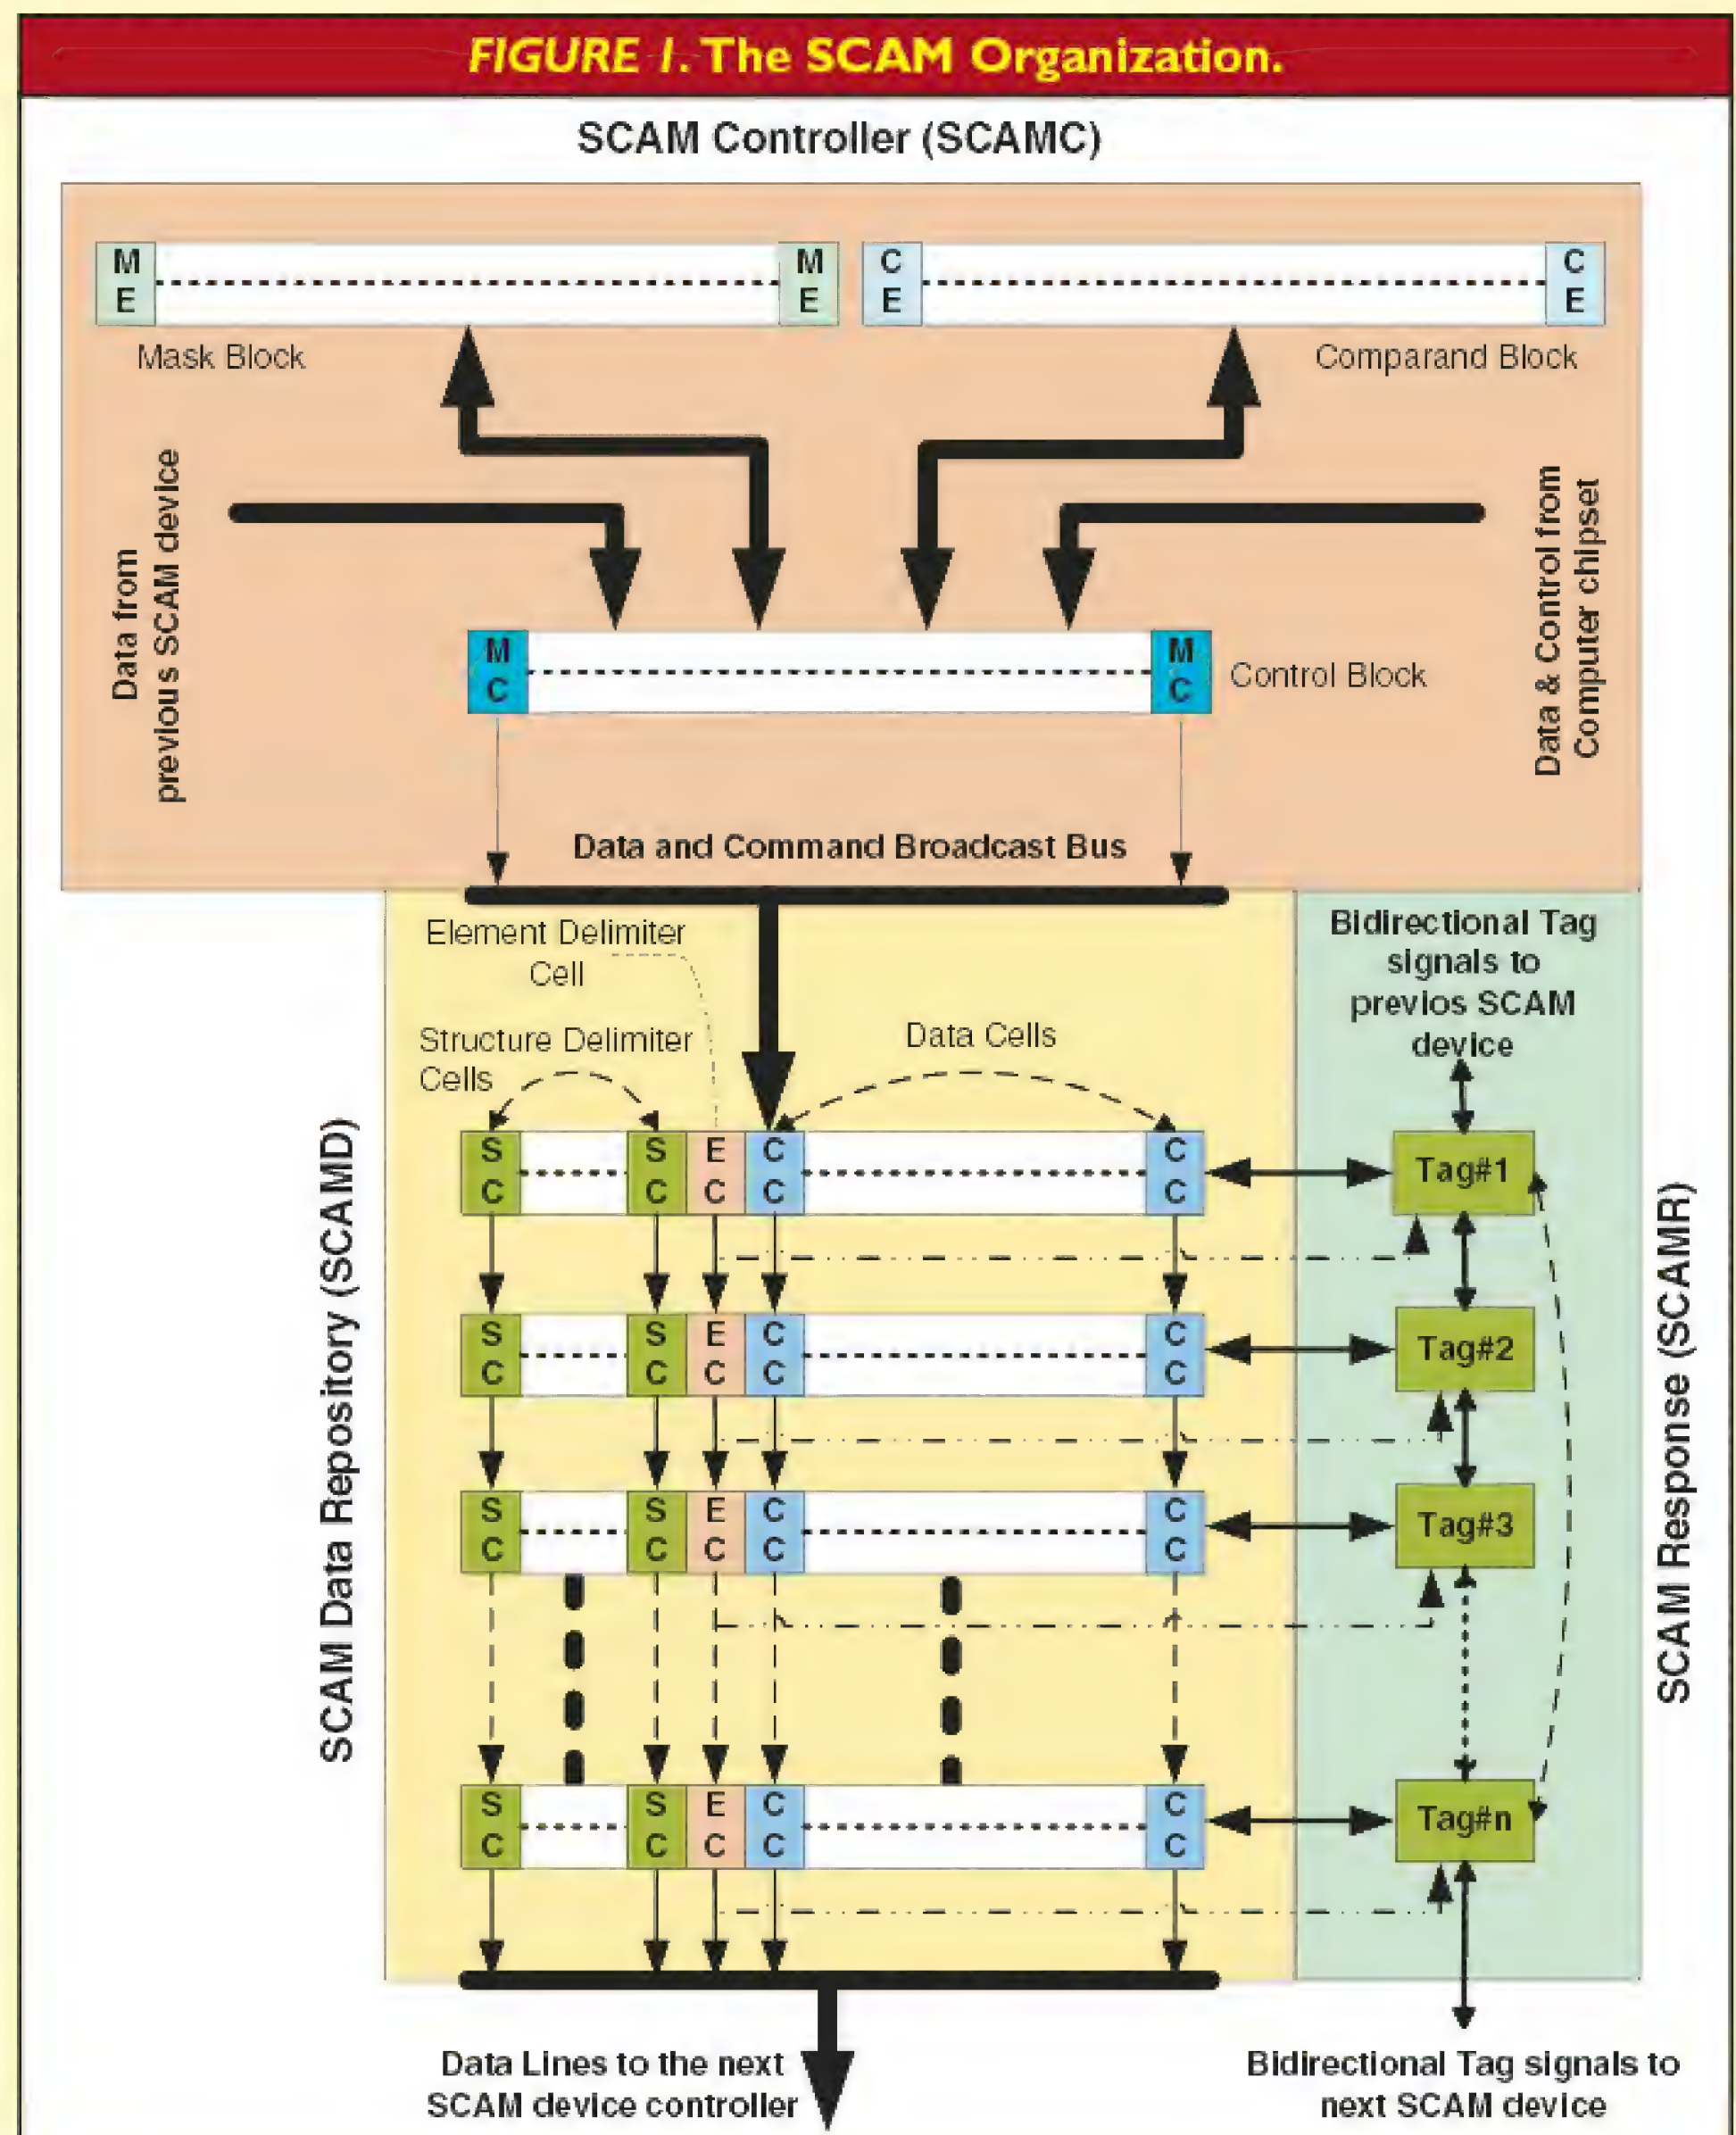 FIGURE 1. The SCAM Organization.
SCAM Controller (SCAMC)
M E
M E
C E
C E
Mask Block
Comparand Block
Data from
previous SCAM device
Data & Control from
Computer chipset
M C
M C
Control Block
Data and Command Broadcast Bus
Element Delimiter
Cell
Structure Delimiter
Cells
Data Cells
Bidirectional Tag
signals to
previos SCAM
device
SCAM Data Repository (SCAMD)
SCAM Response (SCAMR)
S C
S C
E C
C C
C C
Tag#1
S C
S C
E C
C C
C C
Tag#2
S C
S C
E C
C C
C C
Tag#3
S C
S C
E C
C C
C C
Tag#n
Data Lines to the next
SCAM device controller
Bidirectional Tag signals to
next SCAM device